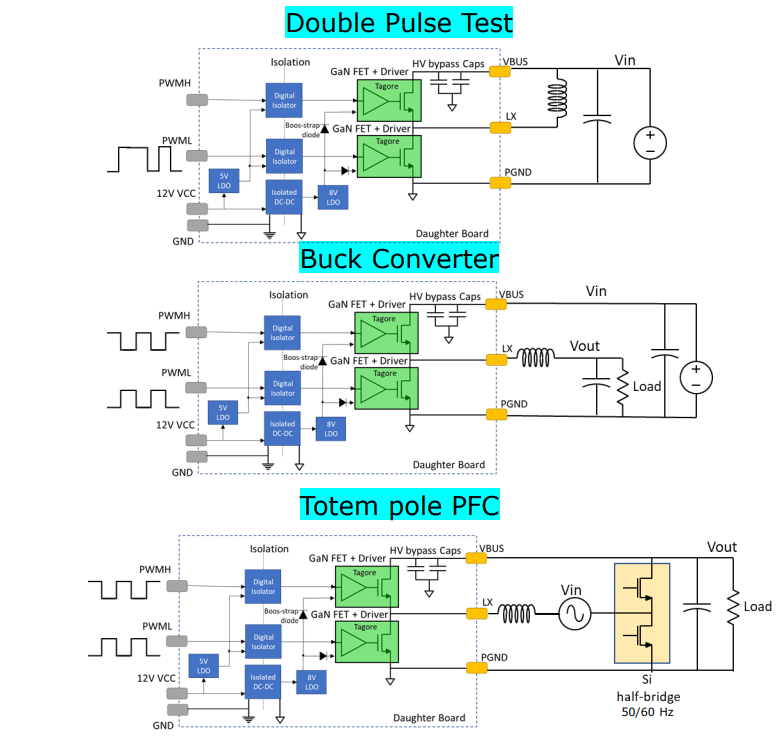 Double Pulse Test
Isolation
GaN FET + Driver
HV bypass Caps
VBUS
Vin
PWMH
Digital
Isolator
Tagore
Boos-strap
diode
GaN FET + Driver
LX
PWML
Digital
Isolator
Tagore
5V
LDO
12V VCC
Isolated
DC-DC
8V
LDO
PGND
+
−
GND
Daughter Board
Buck Converter
Isolation
GaN FET + Driver
HV bypass Caps
VBUS
Vin
PWMH
Digital
Isolator
Tagore
Boos-strap
diode
GaN FET + Driver
LX
Vout
PWML
Digital
Isolator
Tagore
5V
LDO
12V VCC
Isolated
DC-DC
8V
LDO
PGND
Load
+
−
GND
Daughter Board
Totem pole PFC
Isolation
GaN FET + Driver
HV bypass Caps
VBUS
Vout
PWMH
Digital
Isolator
Tagore
Boos-strap
diode
GaN FET + Driver
LX
Vin
Load
PWML
Digital
Isolator
Tagore
5V
LDO
12V VCC
Isolated
DC-DC
8V
LDO
PGND
Si
half-bridge
50/60 Hz
GND
Daughter Board